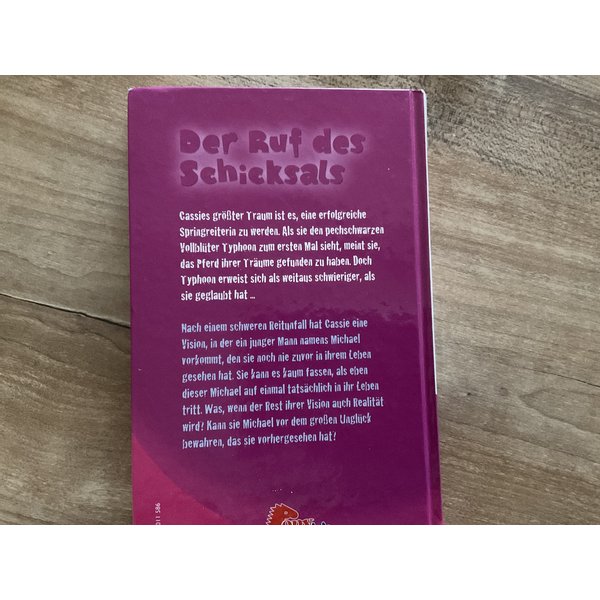 Der Ruf des
Schicksals
Cassies größter Traum ist es, eine erfolgreiche
Springreiterin zu werden. Als sie den pechschwarzen
Vollblüter Typhoon zum ersten Mal sieht, meint sie,
das Pferd ihrer Träume gefunden zu haben. Doch
Typhoon erweist sich als weitaus schwieriger, als
sie geglaubt hat ...
Nach einem schweren Reitunfall hat Cassie eine
Vision, in der ein junger Mann namens Michael
vorkommt, den sie noch nie zuvor in ihrem Leben
gesehen hat. Sie kann es kaum fassen, als eben
dieser Michael auf einmal tatsächlich in ihr Leben
tritt. Was, wenn der Rest ihrer Vision auch Realität
wird? Kann sie Michael vor dem großen Unglück
bewahren, das sie vorhergesehen hat?